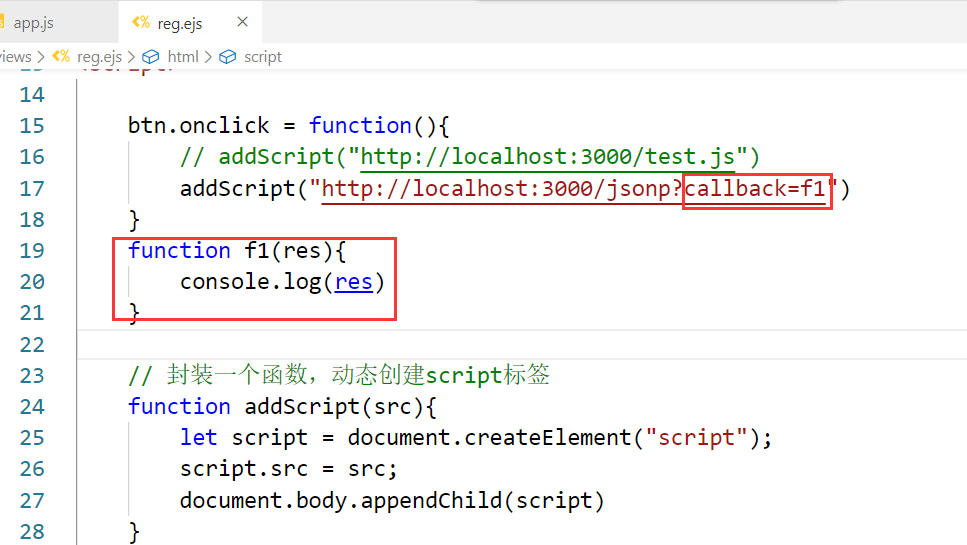 app.js
reg.ejs
views > reg.ejs > html > script
14
15 btn.onclick = function(){
16 // addScript("http://localhost:3000/test.js")
17 addScript("http://localhost:3000/jsonp?callback=f1")
18 }
19 function f1(res){
20 console.log(res)
21 }
22
23 // 封装一个函数，动态创建script标签
24 function addScript(src){
25 let script = document.createElement("script");
26 script.src = src;
27 document.body.appendChild(script)
28 }